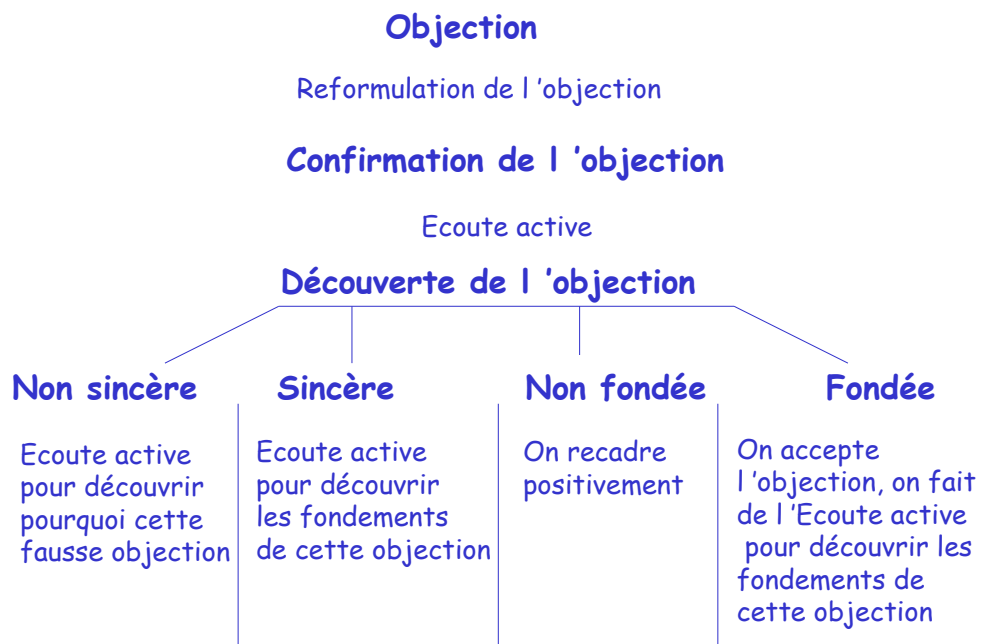 Objection
Reformulation de l ’objection
Confirmation de l ’objection
Ecoute active
Découverte de l ’objection
Non sincère
Ecoute active
pour découvrir
pourquoi cette
fausse objection
Sincère
Ecoute active
pour découvrir
les fondements
de cette objection
Non fondée
On recadre
positivement
Fondée
On accepte
l ’objection, on fait
de l ’Ecoute active
pour découvrir les
fondements de
cette objection